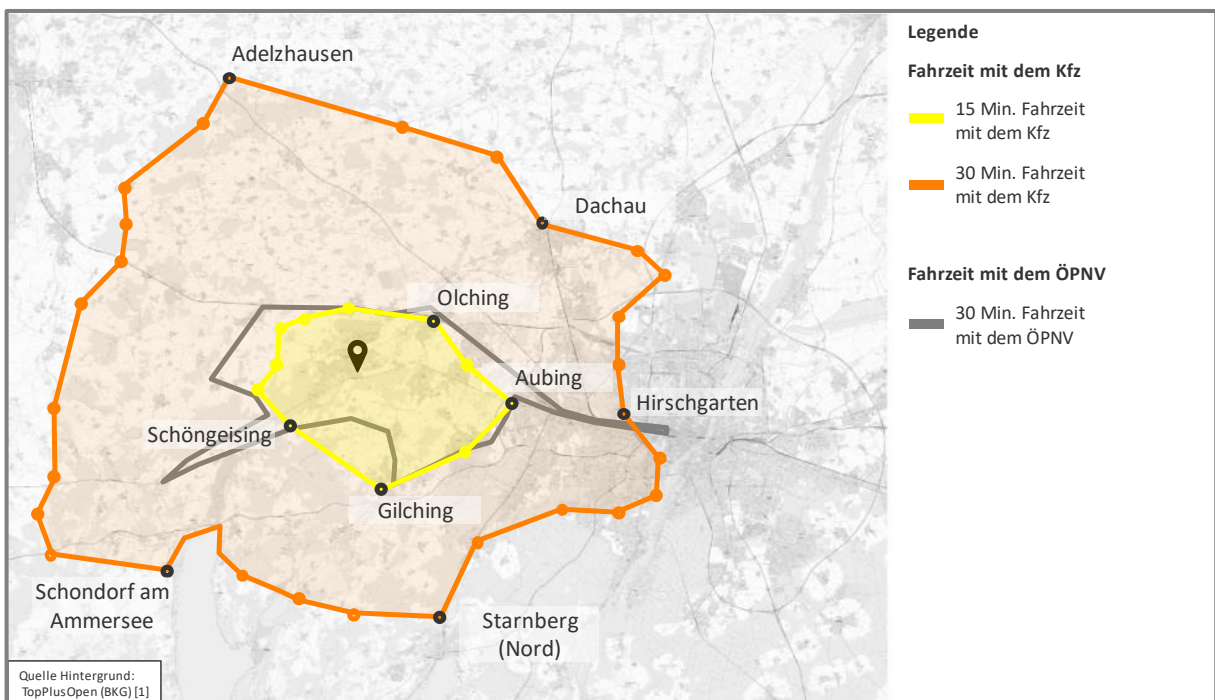 Adelzhausen
Dachau
Olching
Aubing
Hirschgarten
Schöngeising
Gilching
Schondorf am
Ammersee
Starnberg
(Nord)
Quelle Hintergrund:
TopPlusOpen (BKG) [1]
Legende
Fahrzeit mit dem Kfz
15 Min. Fahrzeit
mit dem Kfz
30 Min. Fahrzeit
mit dem Kfz
Fahrzeit mit dem ÖPNV
30 Min. Fahrzeit
mit dem ÖPNV